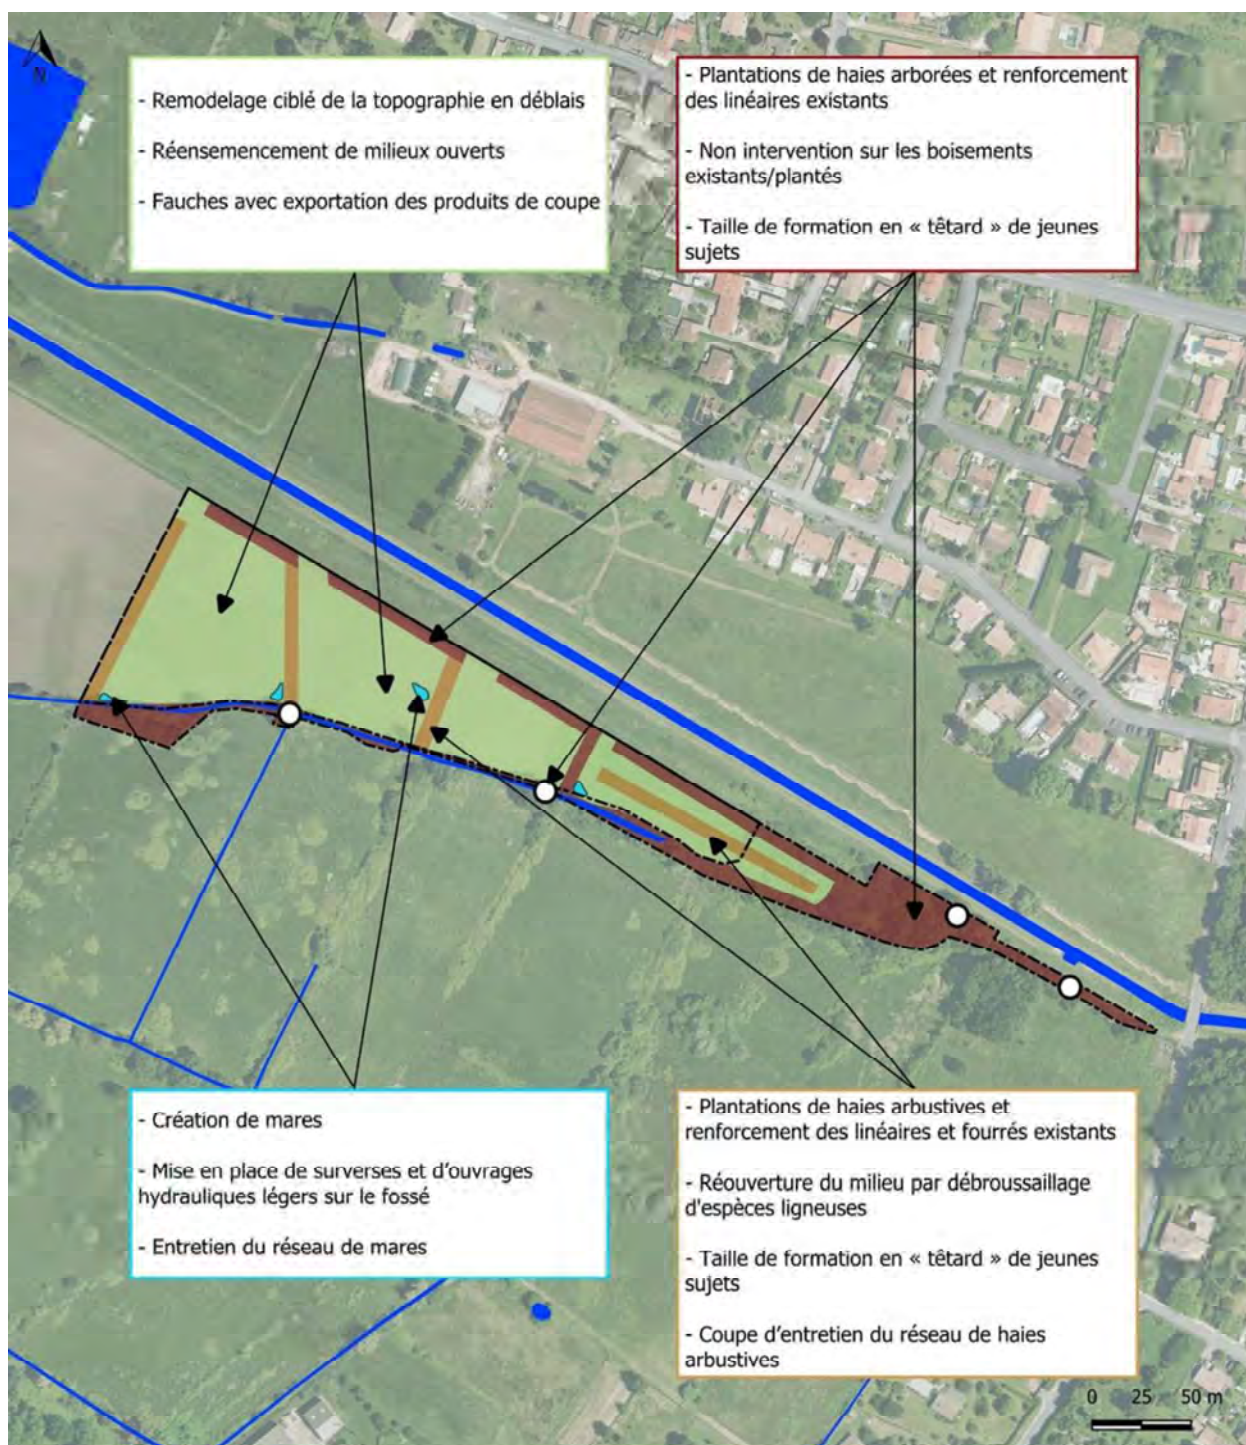 N
- Remodelage ciblé de la topographie en déblais
- Réensemencement de milieux ouverts
- Fauches avec exportation des produits de coupe
- Plantations de haies arborées et renforcement
des linéaires existants
- Non intervention sur les boisements
existants/plantés
- Taille de formation en « têtard » de jeunes
sujets
- Création de mares
- Mise en place de surverses et d'ouvrages
hydrauliques légers sur le fossé
- Entretien du réseau de mares
- Plantations de haies arbustives et
renforcement des linéaires et fourrés existants
- Réouverture du milieu par débroussaillage
d'espèces ligneuses
- Taille de formation en « têtard » de jeunes
sujets
- Coupe d'entretien du réseau de haies
arbustives
0 25 50 m